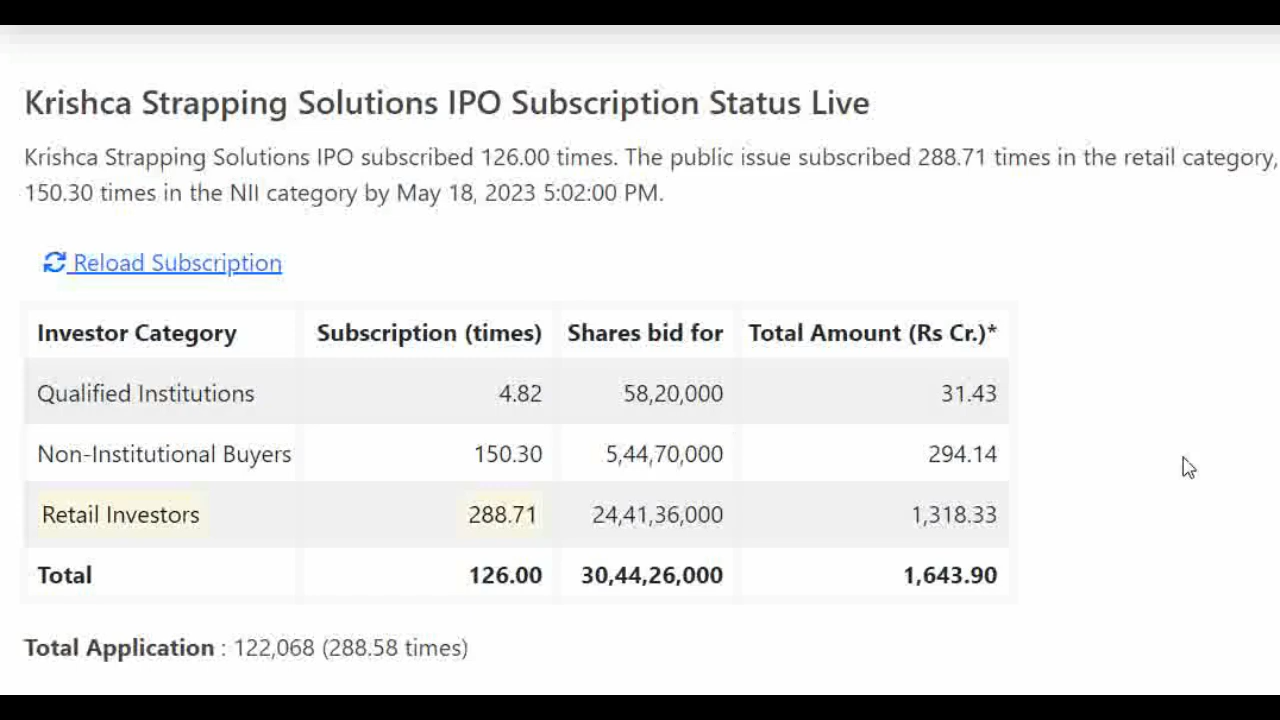 Krishca Strapping Solutions IPO Subscription Status Live
Krishca Strapping Solutions IPO subscribed 126.00 times. The public issue subscribed 288.71 times in the retail category,
150.30 times in the NII category by May 18, 2023 5:02:00 PM.
Reload Subscription
Investor Category Subscription (times) Shares bid for Total Amount (Rs Cr.)*
Qualified Institutions 4.82 58,20,000 31.43
Non-Institutional Buyers 150.30 5,44,70,000 294.14
Retail Investors 288.71 24,41,36,000 1,318.33
Total 126.00 30,44,26,000 1,643.90
Total Application : 122,068 (288.58 times)